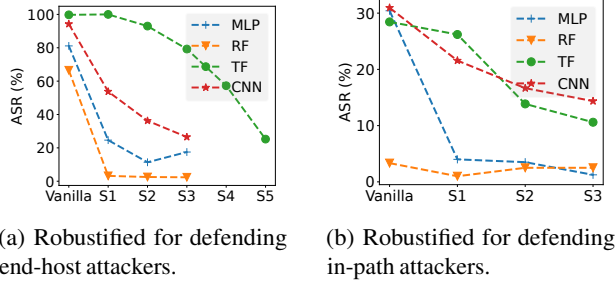 100
80
60
40
20
0
ASR (%)
Vanilla S1 S2 S3 S4 S5
MLP
RF
TF
CNN
30
20
10
0
ASR (%)
Vanilla S1 S2 S3
MLP
RF
TF
CNN
(a) Robustified for defending
end-host attackers.
(b) Robustified for defending
in-path attackers.